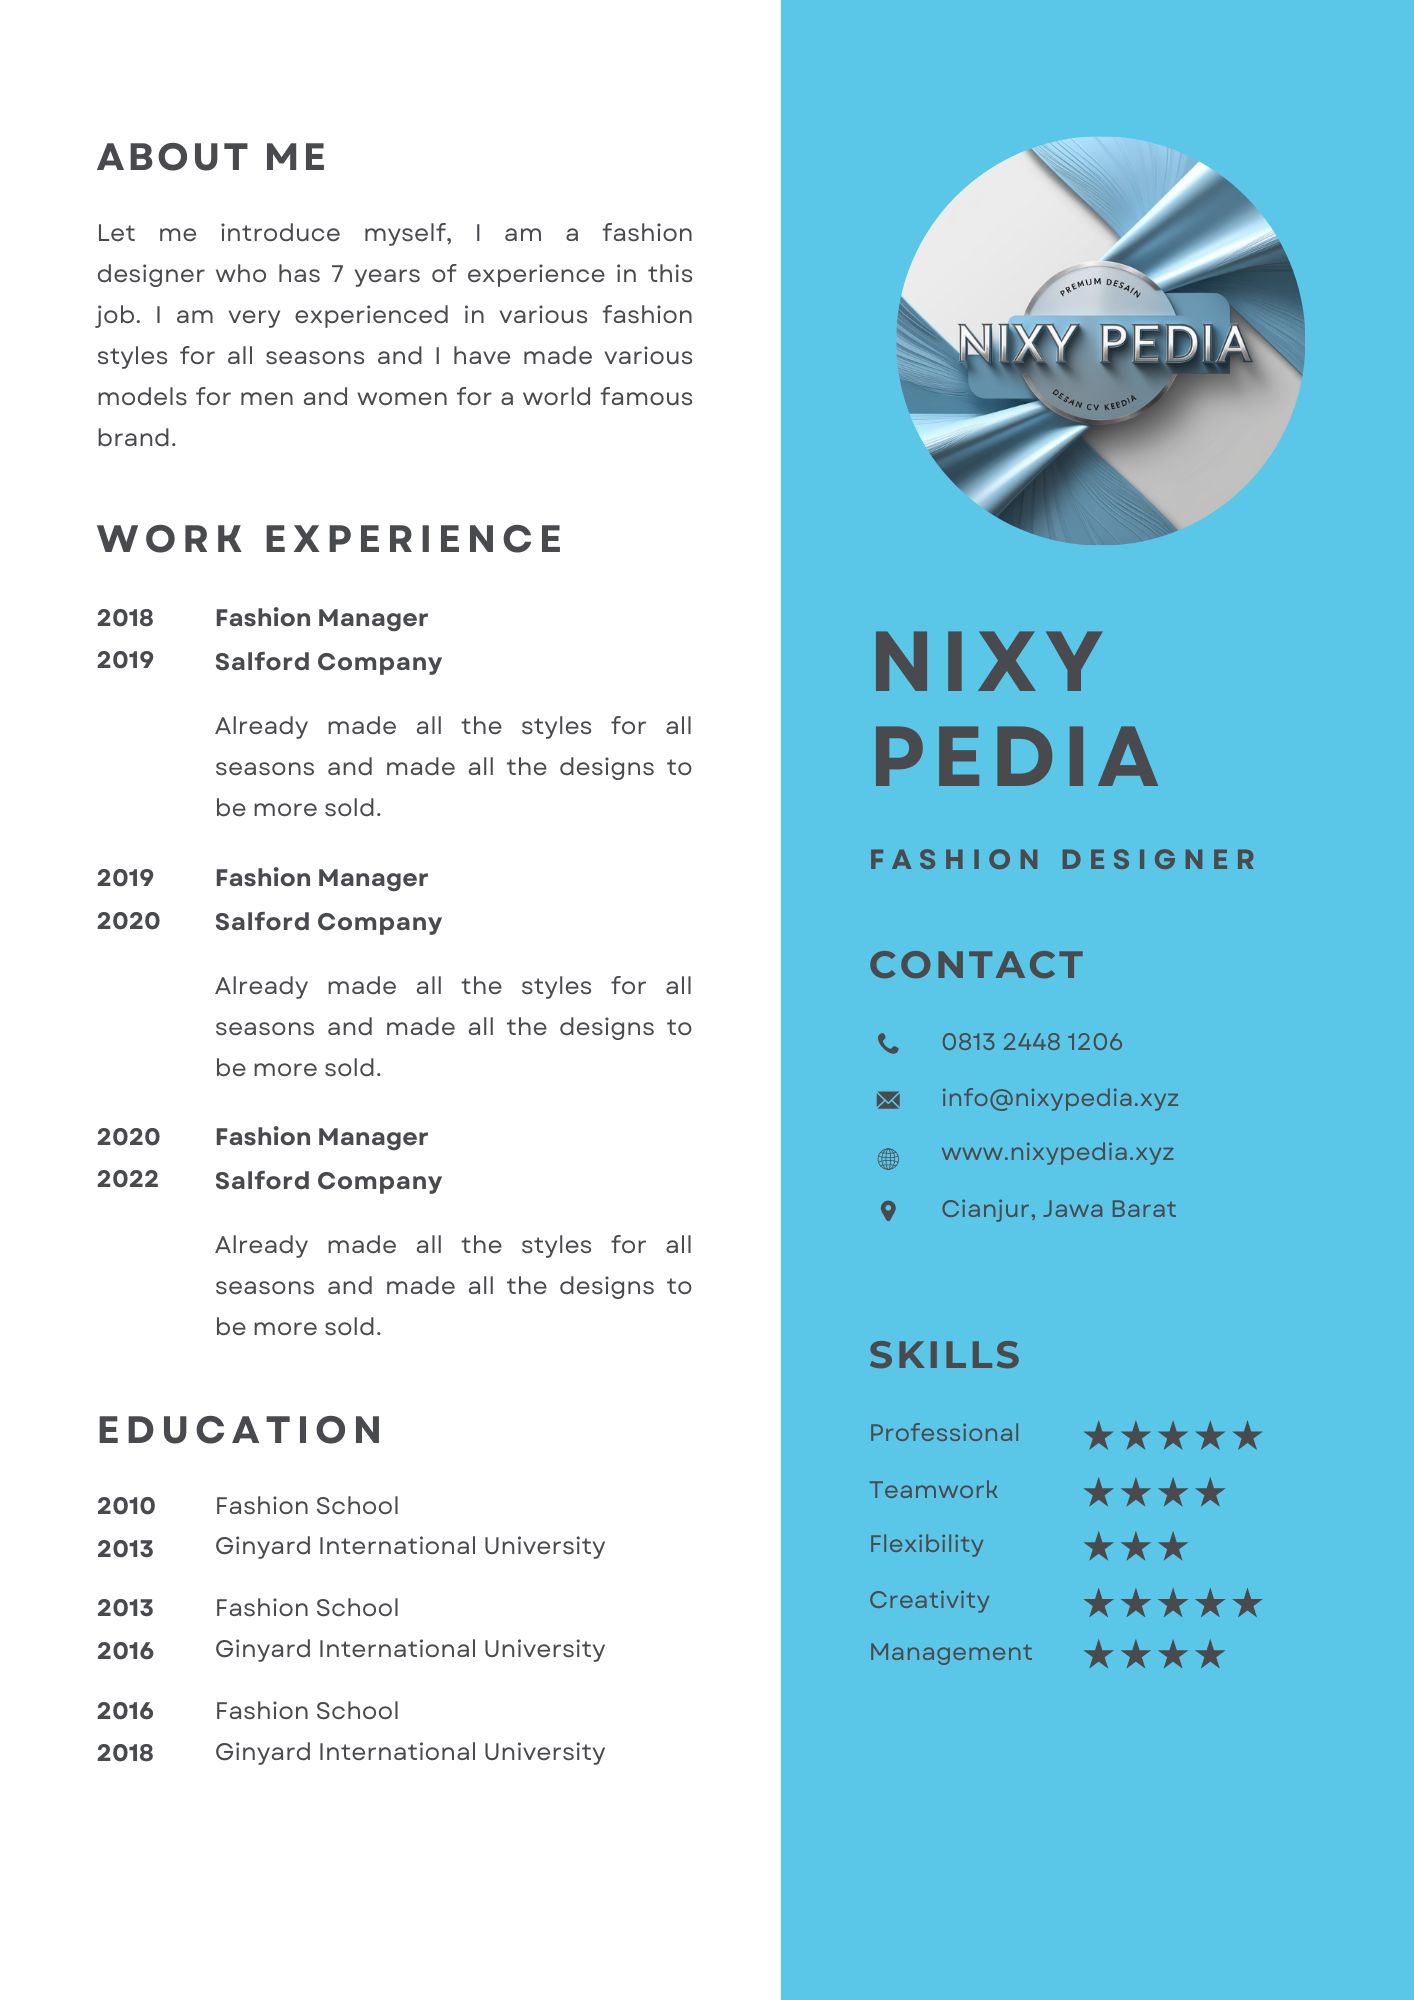 ABOUT ME
Let me introduce myself, I am a fashion
designer who has 7 years of experience in this
job. I am very experienced in various fashion
styles for all seasons and I have made various
models for men and women for a world famous
brand.
WORK EXPERIENCE
2018 Fashion Manager
2019 Salford Company
Already made all the styles for all
seasons and made all the designs to
be more sold.
2019 Fashion Manager
2020 Salford Company
Already made all the styles for all
seasons and made all the designs to
be more sold.
2020 Fashion Manager
2022 Salford Company
Already made all the styles for all
seasons and made all the designs to
be more sold.
EDUCATION
2010 Fashion School
2013 Ginyard International University
2013 Fashion School
2016 Ginyard International University
2016 Fashion School
2018 Ginyard International University
PREMUM DESAIN
NIXY PEDIA
DESAN CV KEEDIA
NIXY
PEDIA
FASHION DESIGNER
CONTACT
0813 2448 1206
info@nixypedia.xyz
www.nixypedia.xyz
Cianjur, Jawa Barat
SKILLS
Professional ★★★★★
Teamwork ★★★★
Flexibility ★★★
Creativity ★★★★★
Management ★★★★